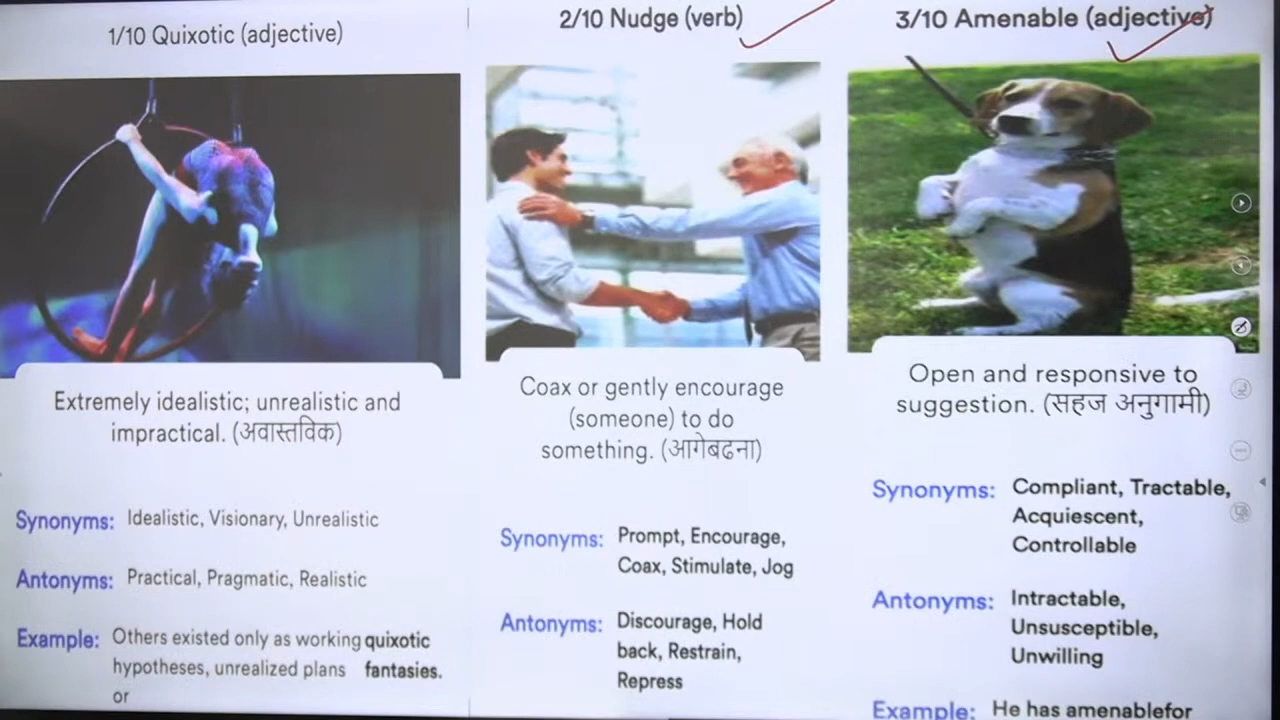 1/10 Quixotic (adjective)
Extremely idealistic; unrealistic and
impractical. (अवास्तविक)
Synonyms: Idealistic, Visionary, Unrealistic
Antonyms: Practical, Pragmatic, Realistic
Example: Others existed only as working quixotic
hypotheses, unrealized plans fantasies.
or
2/10 Nudge (verb)
Coax or gently encourage
(someone) to do
something. (आगेबढना)
Synonyms: Prompt, Encourage,
Coax, Stimulate, Jog
Antonyms: Discourage, Hold
back, Restrain,
Repress
3/10 Amenable (adjective)
Open and responsive to
suggestion. (सहज अनुगामी)
Synonyms: Compliant, Tractable,
Acquiescent,
Controllable
Antonyms: Intractable,
Unsusceptible,
Unwilling
Example: He has amenablefor